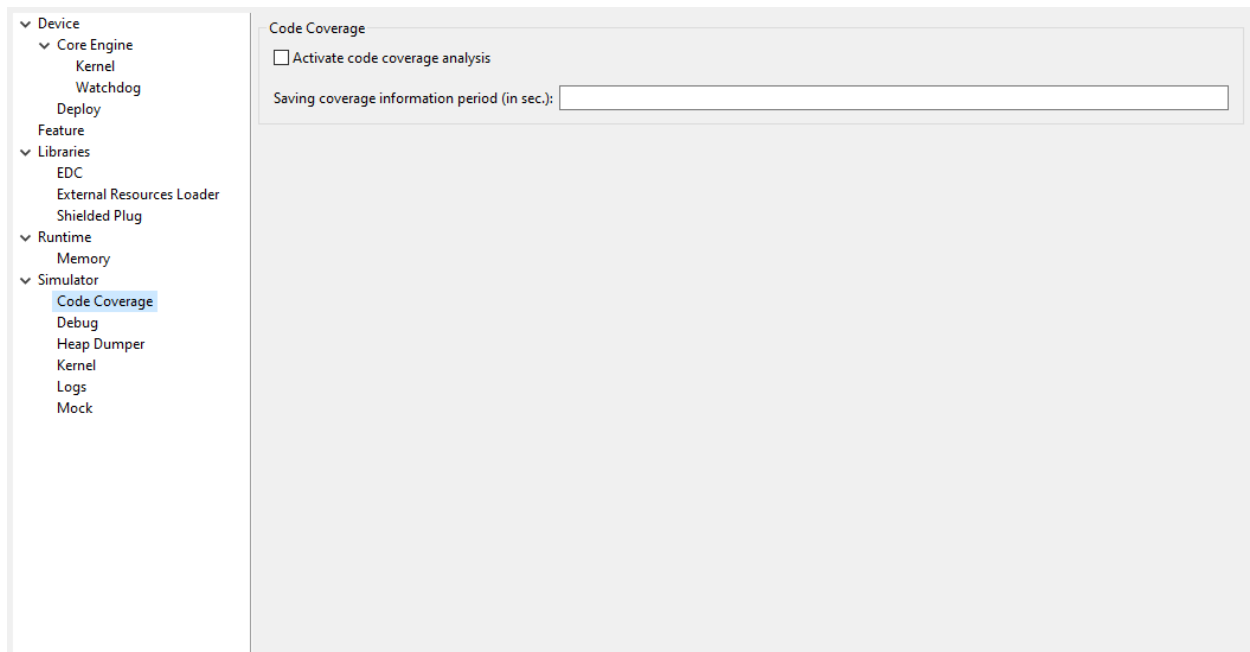 Device
Core Engine
Kernel
Watchdog
Deploy
Feature
Libraries
EDC
External Resources Loader
Shielded Plug
Runtime
Memory
Simulator
Code Coverage
Debug
Heap Dumper
Kernel
Logs
Mock
Code Coverage
Activate code coverage analysis
Saving coverage information period (in sec.):